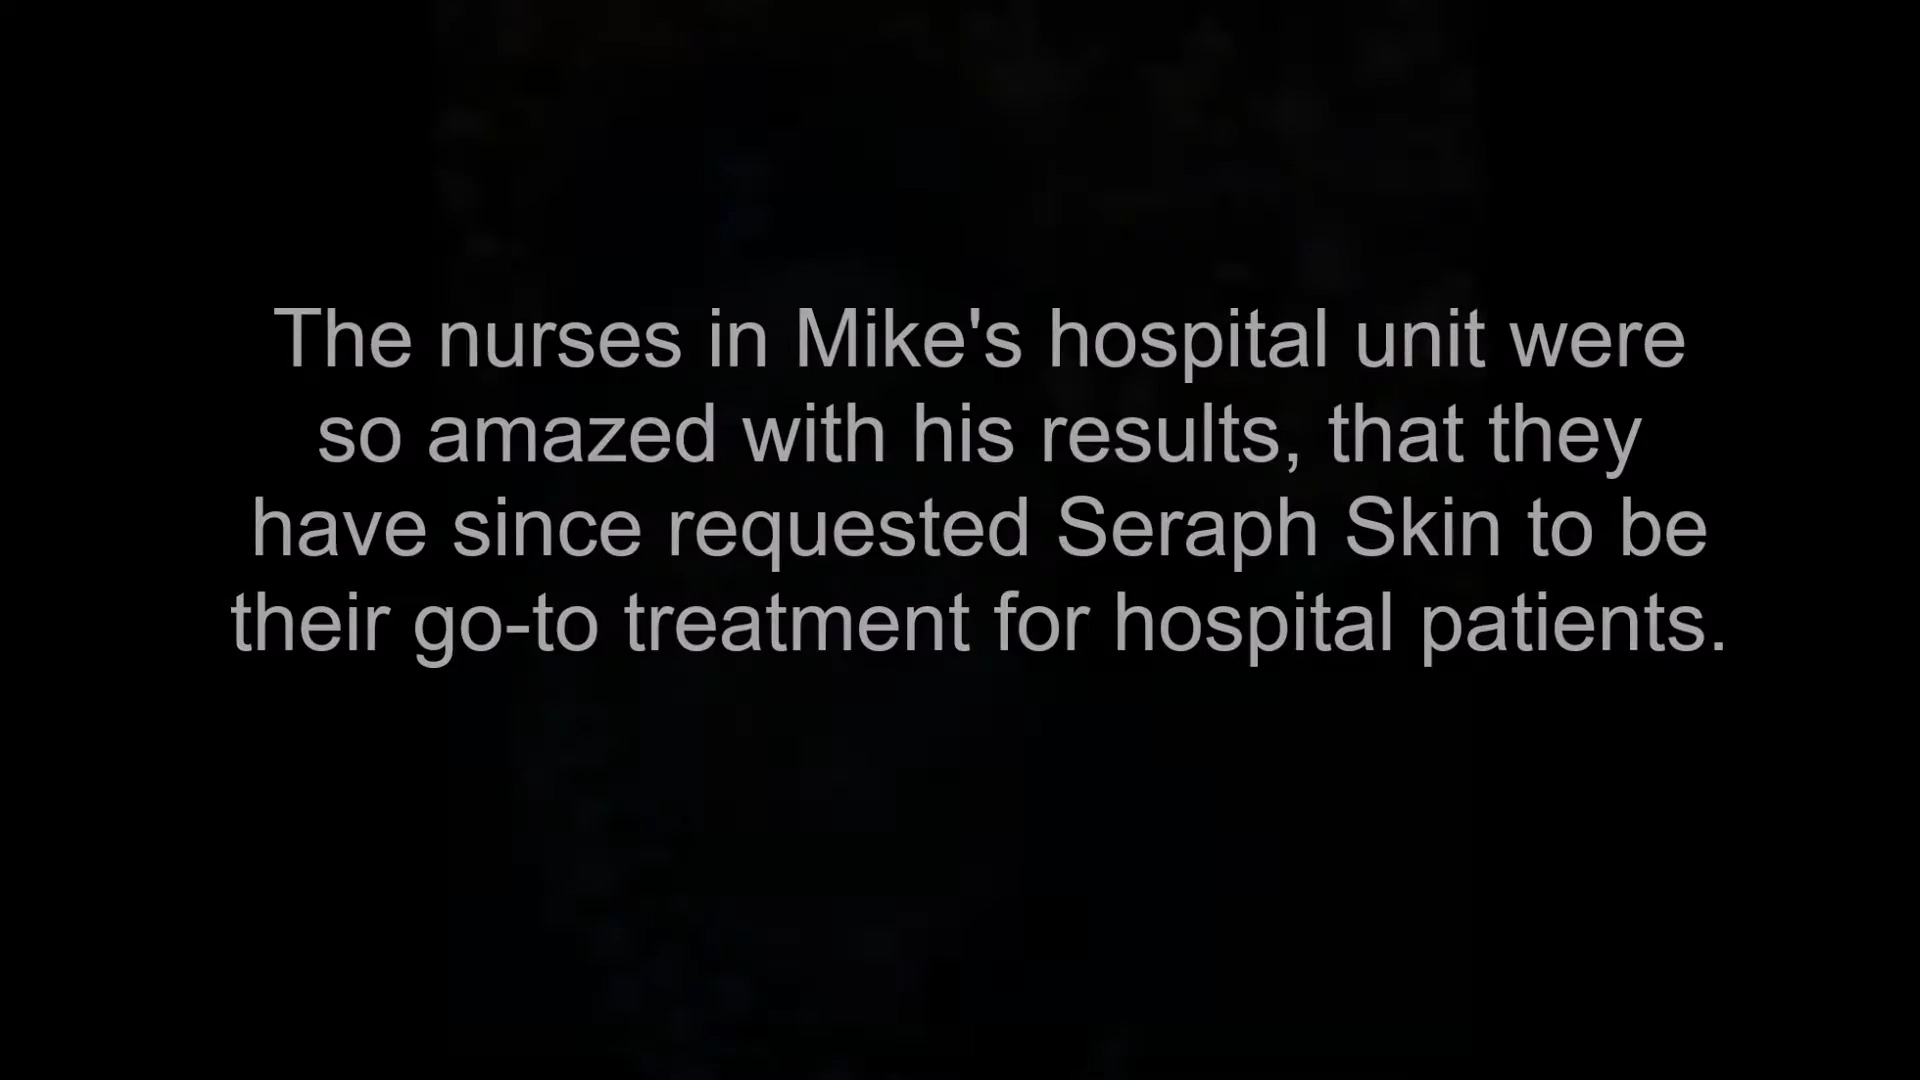 The nurses in Mike's hospital unit were
so amazed with his results, that they
have since requested Seraph Skin to be
their go-to treatment for hospital patients.